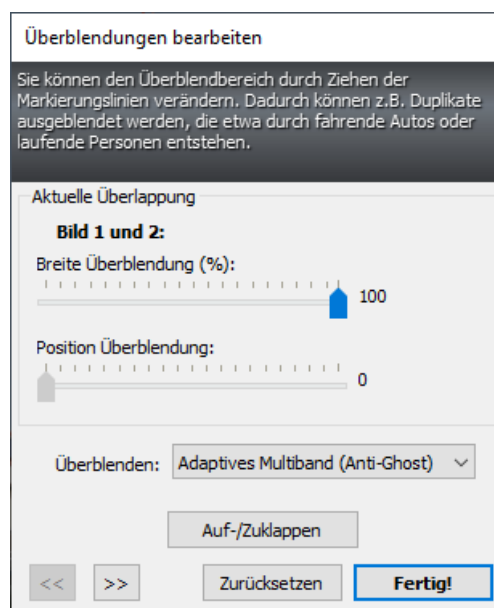 Überblendungen bearbeiten
Sie können den Überblendbereich durch Ziehen der
Markierungslinien verändern. Dadurch können z.B. Duplikate
ausgeblendet werden, die etwa durch fahrende Autos oder
laufende Personen entstehen.
Aktuelle Überlappung
Bild 1 und 2:
Breite Überblendung (%):
100
Position Überblendung:
0
Überblenden: Adaptives Multiband (Anti-Ghost)
Auf-/Zuklappen
<< >> Zurücksetzen Fertig!